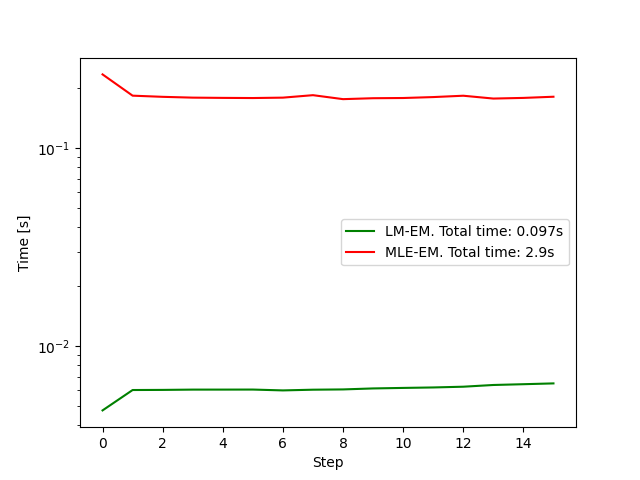 Time [s]
10⁻¹
10⁻²
LM-EM. Total time: 0.097s
MLE-EM. Total time: 2.9s
0 2 4 6 8 10 12 14
Step